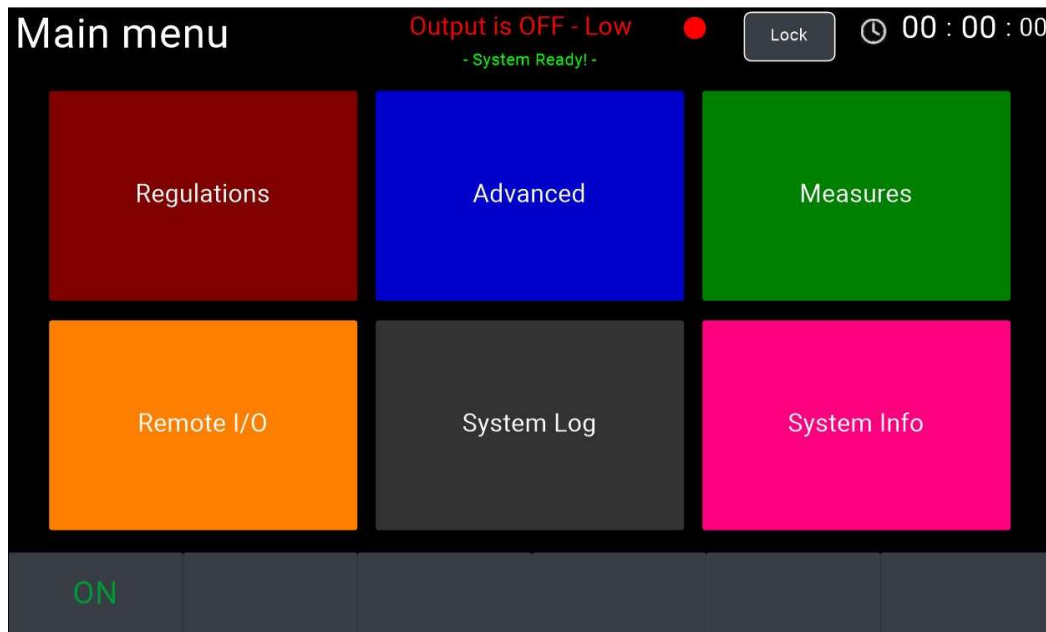 Main menu
Output is OFF - Low
- System Ready! -
Lock
00 : 00 : 00
Regulations
Advanced
Measures
Remote I/O
System Log
System Info
ON